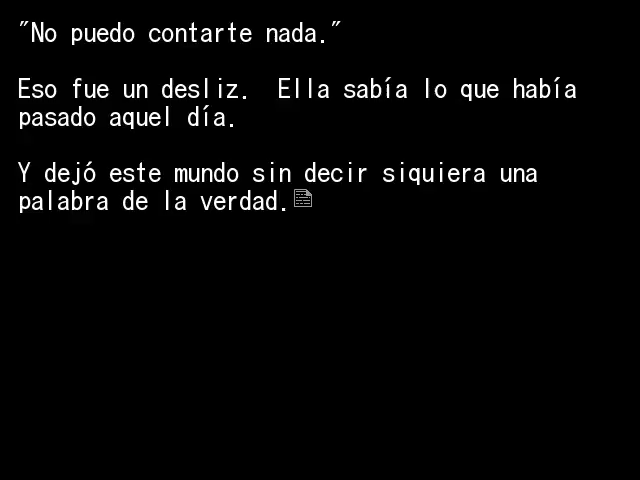 "No puedo contarte nada."
Eso fue un desliz.  Ella sabía lo que había
pasado aquel día.
Y dejó este mundo sin decir siquiera una
palabra de la verdad.